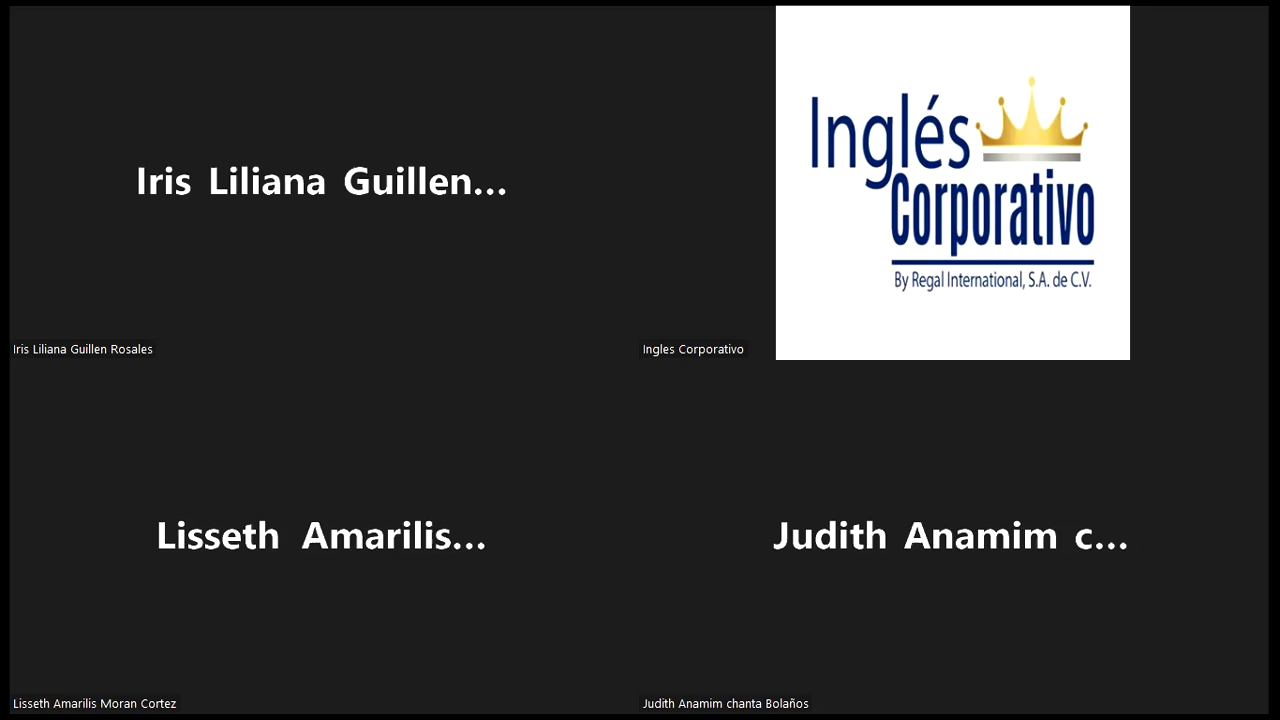 Iris Liliana Guillen...
Inglés
Corporativo
By Regal International, S.A. de C.V.
Iris Liliana Guillen Rosales
Ingles Corporativo
Lisseth Amarilis...
Judith Anamim c...
Lisseth Amarilis Moran Cortez
Judith Anamim chanta Bolaños